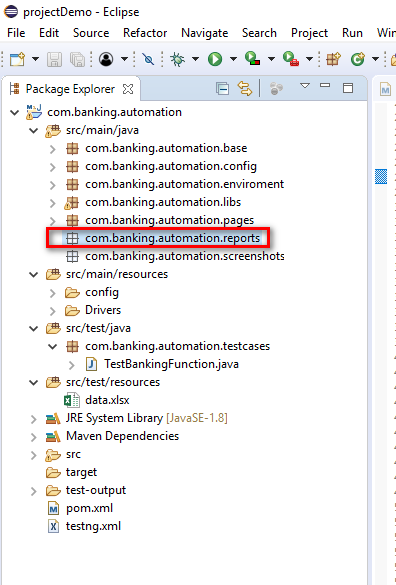 projectDemo - Eclipse
File Edit Source Refactor Navigate Search Project Run Win
Package Explorer
com.banking.automation
src/main/java
com.banking.automation.base
com.banking.automation.config
com.banking.automation.enviroment
com.banking.automation.libs
com.banking.automation.pages
com.banking.automation.reports
com.banking.automation.screenshots
src/main/resources
config
Drivers
src/test/java
com.banking.automation.testcases
TestBankingFunction.java
src/test/resources
data.xlsx
JRE System Library [JavaSE-1.8]
Maven Dependencies
src
target
test-output
pom.xml
testng.xml